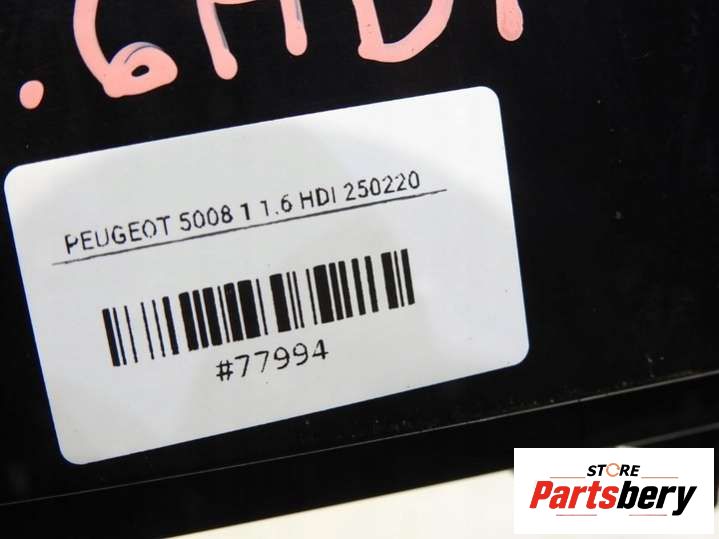 .6HDI
PEUGEOT 5008 1 1.6 HDI 250220
#77994
STORE
Partsbery